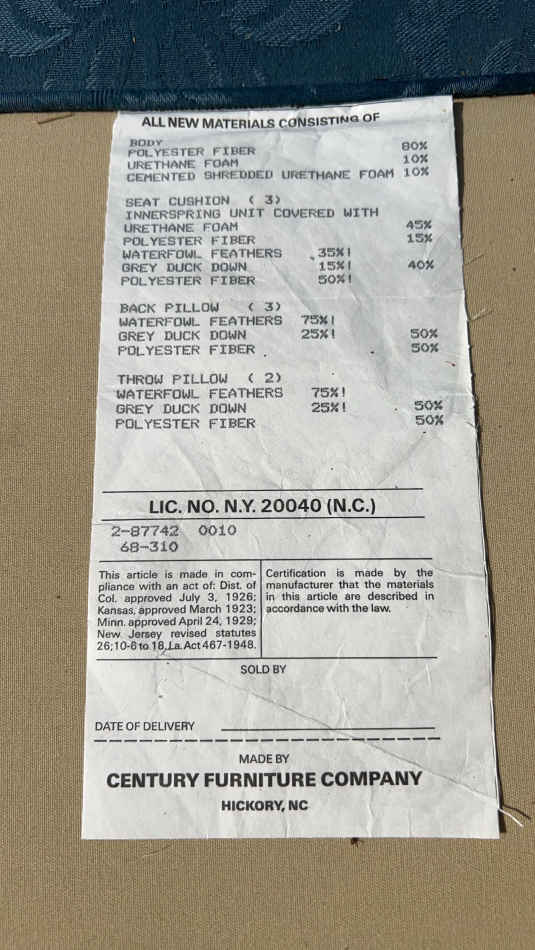 ALL NEW MATERIALS CONSISTING OF
BODY
POLYESTER FIBER 80%
URETHANE FOAM 10%
CEMENTED SHREDDED URETHANE FOAM 10%
SEAT CUSHION ( 3)
INNERSPRING UNIT COVERED WITH
URETHANE FOAM 45%
POLYESTER FIBER 15%
WATERFOWL FEATHERS 35%!
GREY DUCK DOWN 15%! 40%
POLYESTER FIBER 50%!
BACK PILLOW ( 3)
WATERFOWL FEATHERS 75%!
GREY DUCK DOWN 25%! 50%
POLYESTER FIBER 50%
THROW PILLOW ( 2)
WATERFOWL FEATHERS 75%!
GREY DUCK DOWN 25%! 50%
POLYESTER FIBER 50%
LIC. NO. N.Y. 20040 (N.C.)
2-87742 0010
68-310
This article is made in com-
pliance with an act of: Dist. of
Col. approved July 3, 1926;
Kansas, approved March 1923;
Minn. approved April 24, 1929;
New Jersey revised statutes
26;10-6 to 18, La. Act 467-1948.
Certification is made by the
manufacturer that the materials
in this article are described in
accordance with the law.
SOLD BY
DATE OF DELIVERY
MADE BY
CENTURY FURNITURE COMPANY
HICKORY, NC